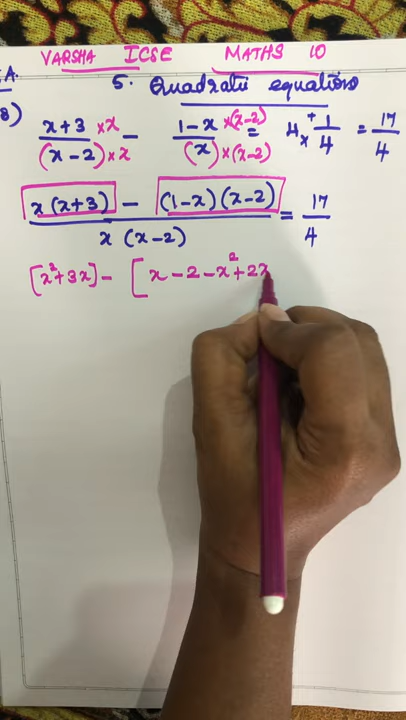 VARSHA ICSE MATHS 10
5. Quadratic equations
8) x+3 ×x / (x-2) ×x - 1-x ×(x-2) / (x) ×(x-2) = 4 + 1 / × 4 = 17/4
x(x+3) - (1-x)(x-2) / x(x-2) = 17/4
[x²+3x] - [x-2-x²+2x